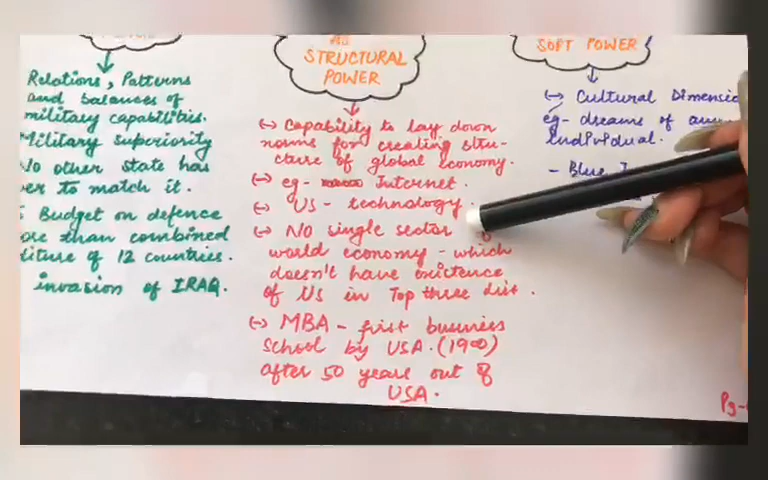 Relations, Patterns
and balances of
military capabilities.
Military Superiority
No other state has
to match it.
Budget on defence
more than combined
of 12 countries.
invasion of IRAQ.
AS
STRUCTURAL
POWER
Capability to lay down
norms for creating stru-
cture of global economy.
eg- Internet.
US - technology.
No single sector of
world economy - which
doesn't have existence
of US in Top three list.
MBA - first business
school by USA. (1900)
after 50 years out of
USA.
SOFT POWER
Cultural Dimensio
eg- dreams of
individual.
- Blue
Pg-